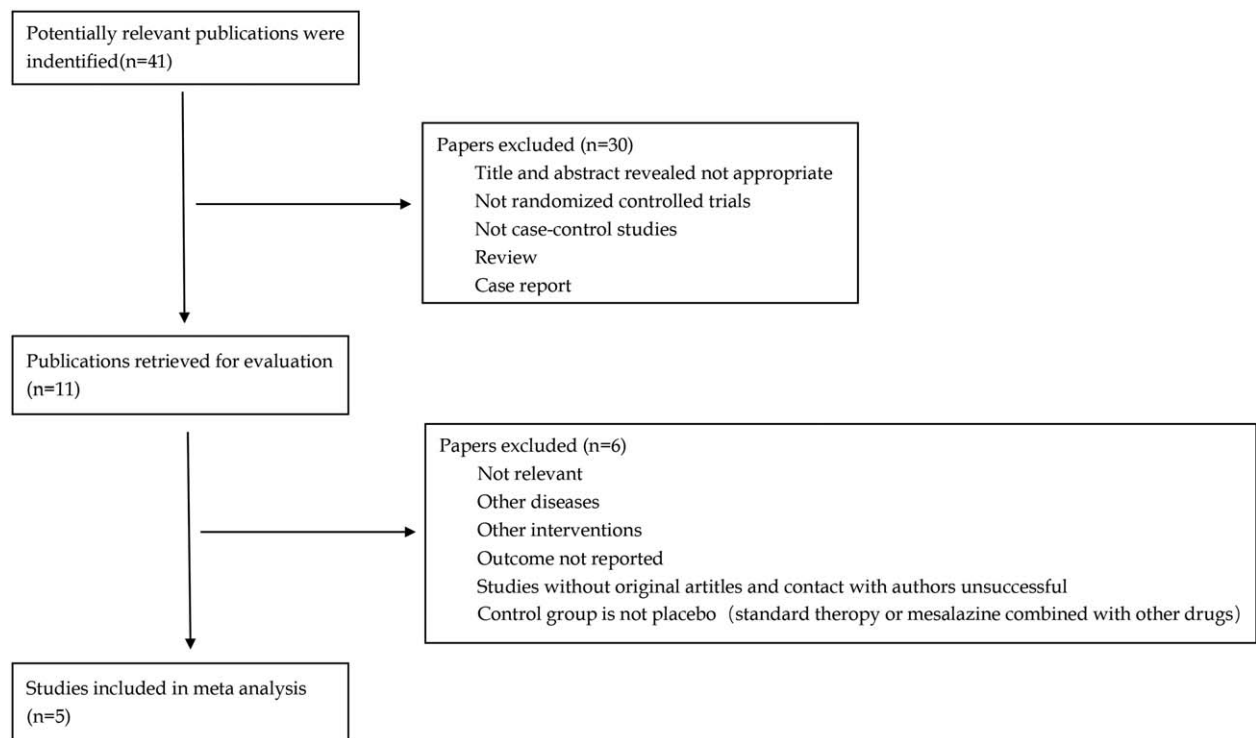 Potentially relevant publications were
indentified(n=41)
Papers excluded (n=30)
Title and abstract revealed not appropriate
Not randomized controlled trials
Not case-control studies
Review
Case report
Publications retrieved for evaluation
(n=11)
Papers excluded (n=6)
Not relevant
Other diseases
Other interventions
Outcome not reported
Studies without original artitles and contact with authors unsuccessful
Control group is not placebo（standard theropy or mesalazine combined with other drugs）
Studies included in meta analysis
(n=5)